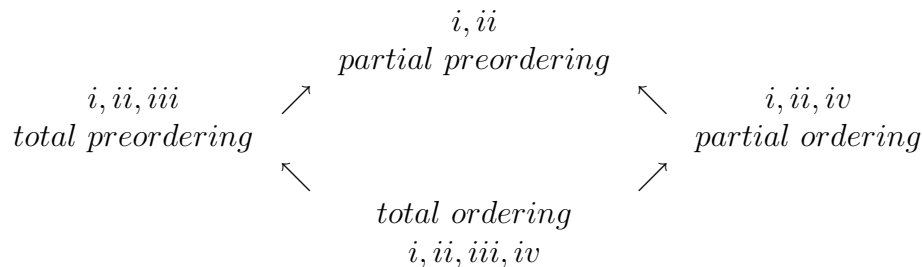 i, ii
partial preordering
i, ii, iii
total preordering
i, ii, iv
partial ordering
total ordering
i, ii, iii, iv